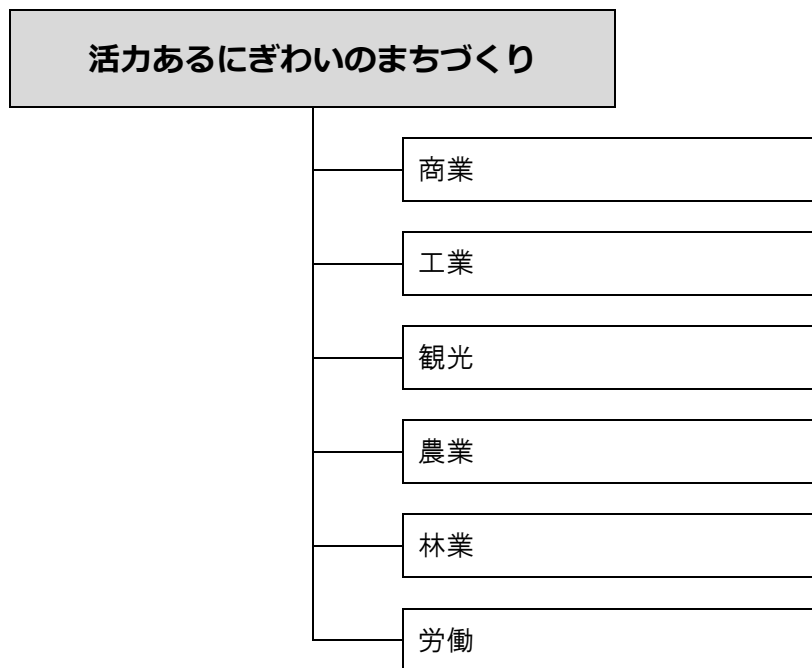 活力あるにぎわいのまちづくり
商業
工業
観光
農業
林業
労働